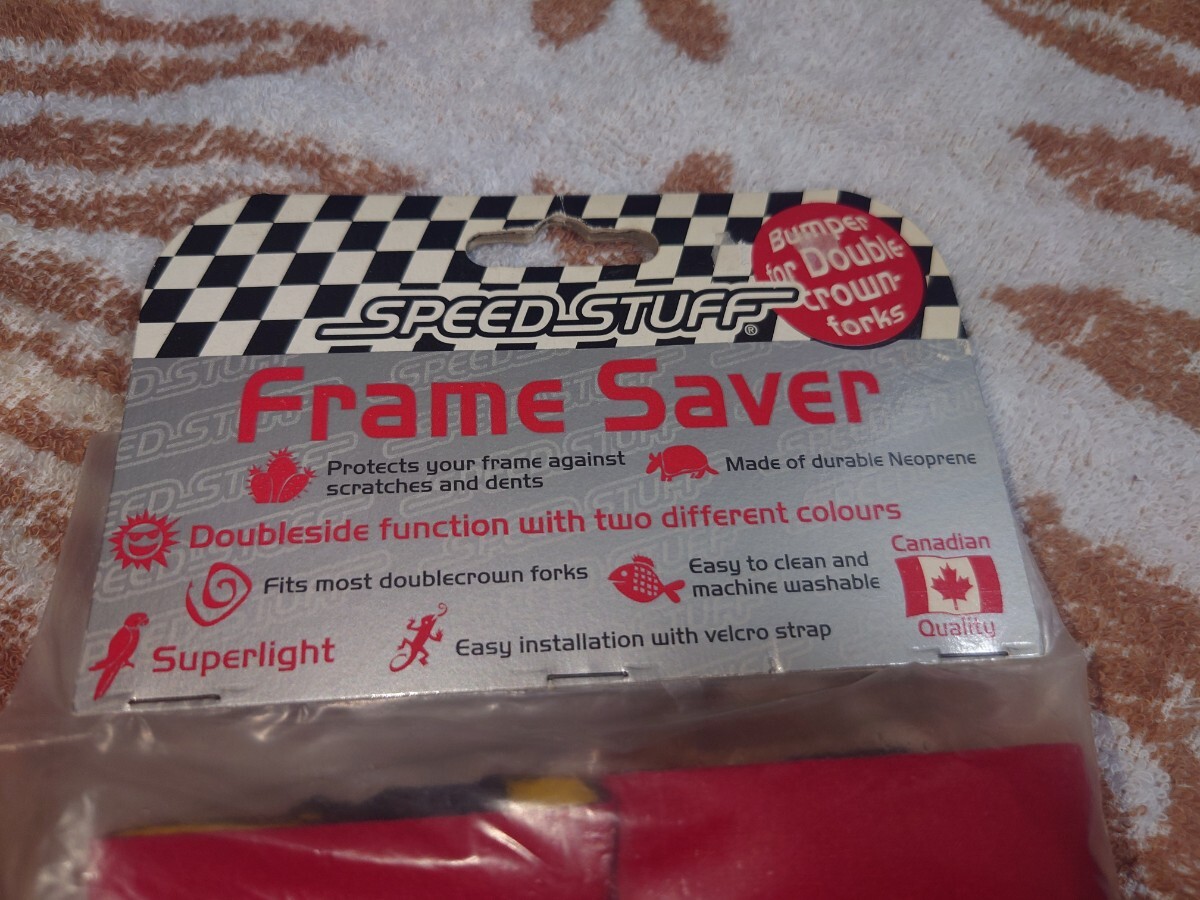 Bumper
for Double-
crown-
forks
SPEED-STUFF®
Frame Saver
Protects your frame against
scratches and dents
Made of durable Neoprene
Doubleside function with two different colours
Fits most doublecrown forks
Easy to clean and
machine washable
Canadian
Quality
Superlight
Easy installation with velcro strap